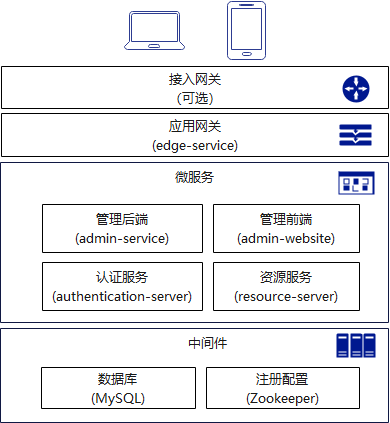 接入网关
(可选)
应用网关
(edge-service)
微服务
管理后端
(admin-service)
管理前端
(admin-website)
认证服务
(authentication-server)
资源服务
(resource-server)
中间件
数据库
(MySQL)
注册配置
(Zookeeper)